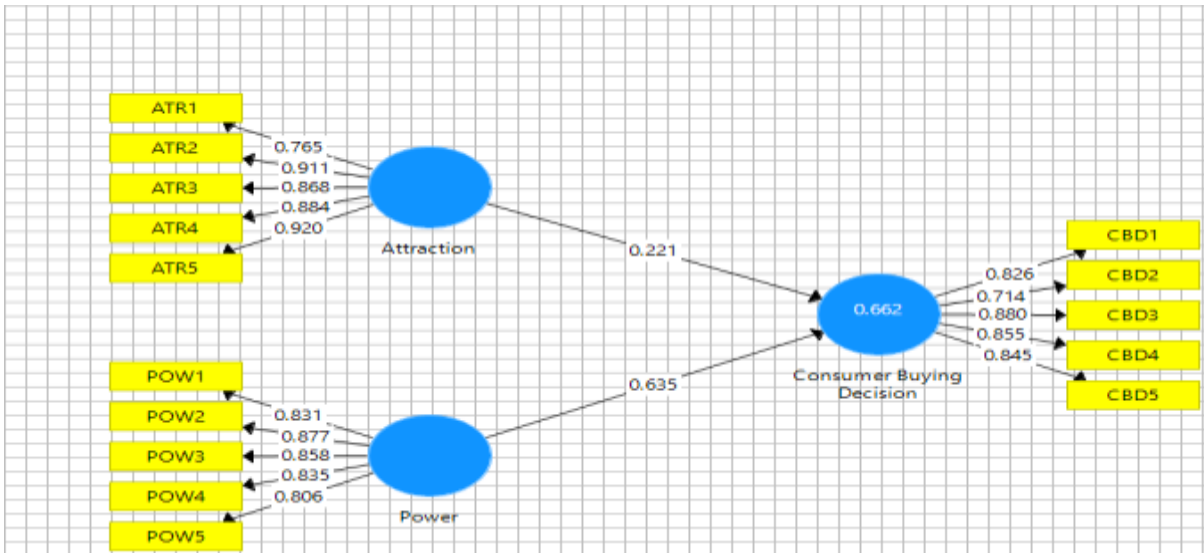 ATR1
ATR2
ATR3
ATR4
ATR5
0.765
0.911
0.868
0.884
0.920
Attraction
0.221
POW1
POW2
POW3
POW4
POW5
0.831
0.877
0.858
0.835
0.806
Power
0.635
0.662
Consumer Buying
Decision
0.826
0.714
0.880
0.855
0.845
CBD1
CBD2
CBD3
CBD4
CBD5